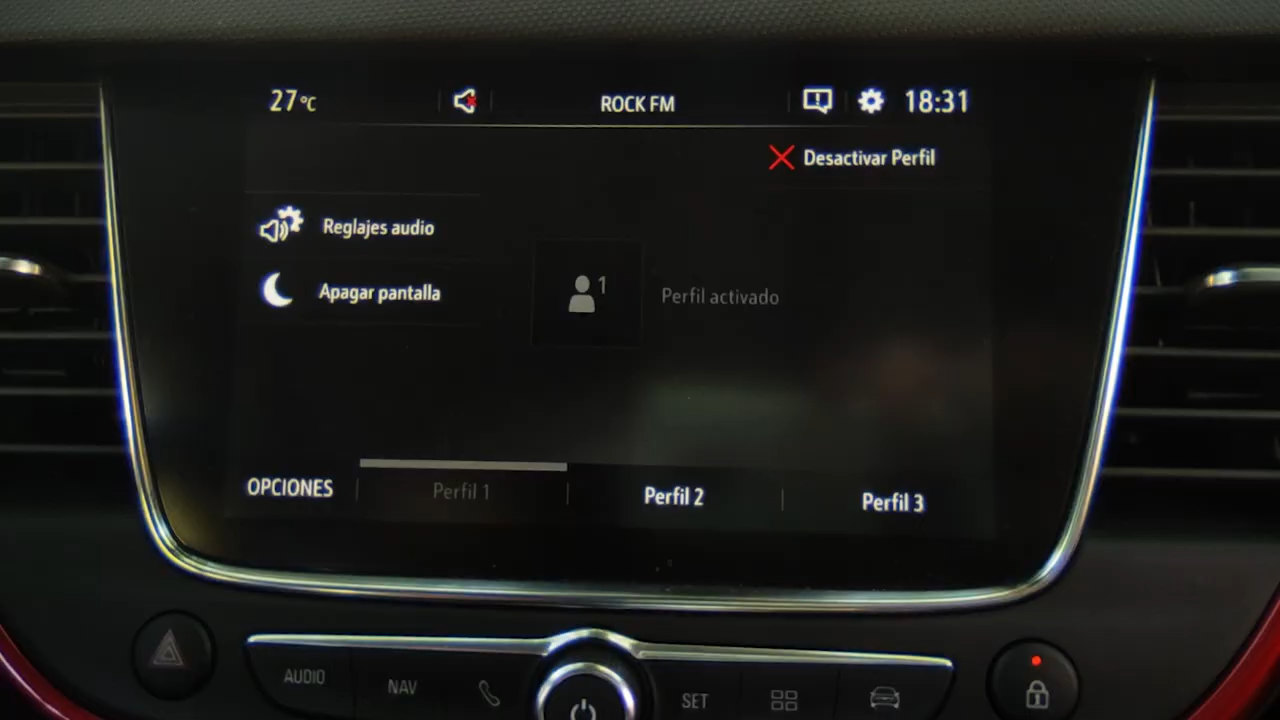 27°C
ROCK FM
18:31
Desactivar Perfil
Reglajes audio
Apagar pantalla
1
Perfil activado
OPCIONES
Perfil 1
Perfil 2
Perfil 3
AUDIO
NAV
SET